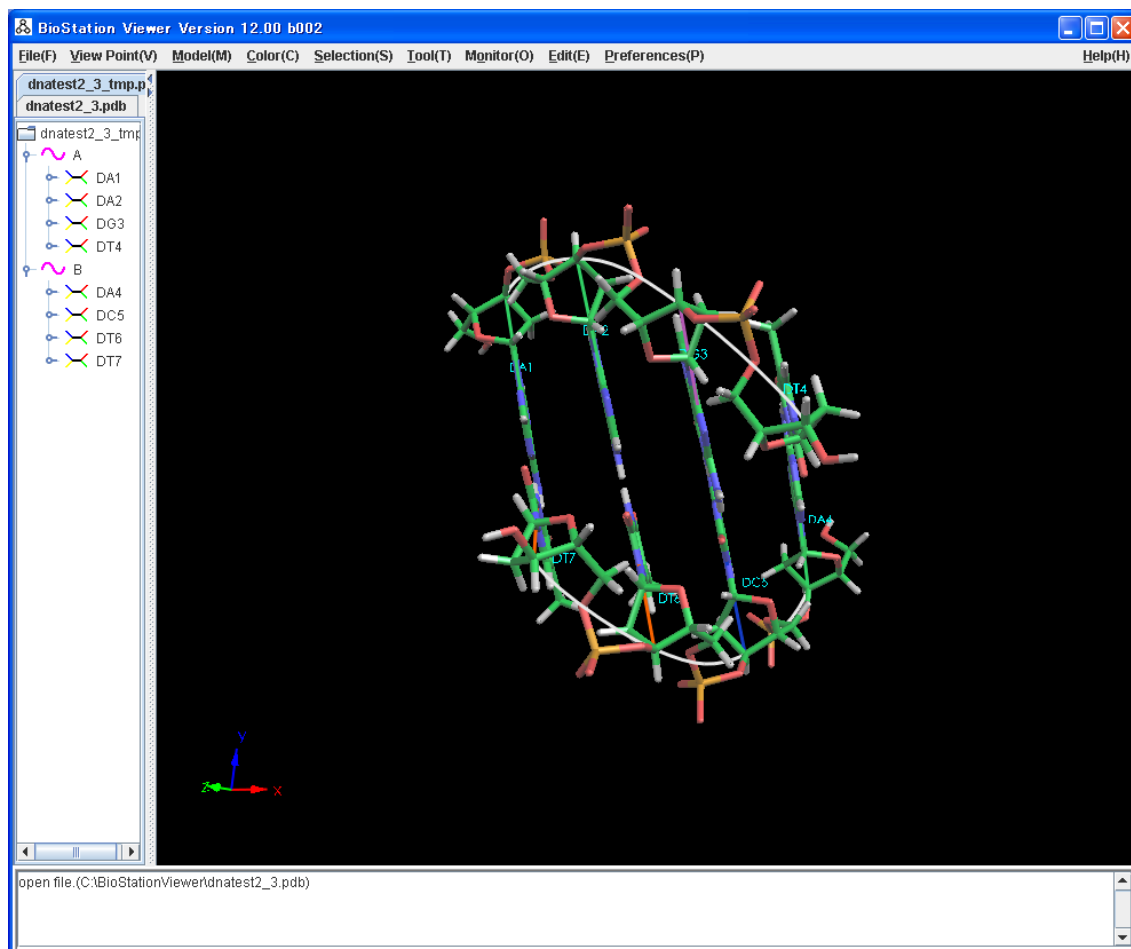 BioStation Viewer Version 12.00 b002
File(F) View Point(V) Model(M) Color(C) Selection(S) Tool(T) Monitor(O) Edit(E) Preferences(P) Help(H)
dnatest2_3_tmp.p
dnatest2_3.pdb
dnatest2_3_tmp
A
DA1
DA2
DG3
DT4
B
DA4
DC5
DT6
DT7
DA1
DG3
DT4
DA4
DT7
DC5
DT6
Y
Z
X
open file.(C:\BioStationViewer\dnatest2_3.pdb)